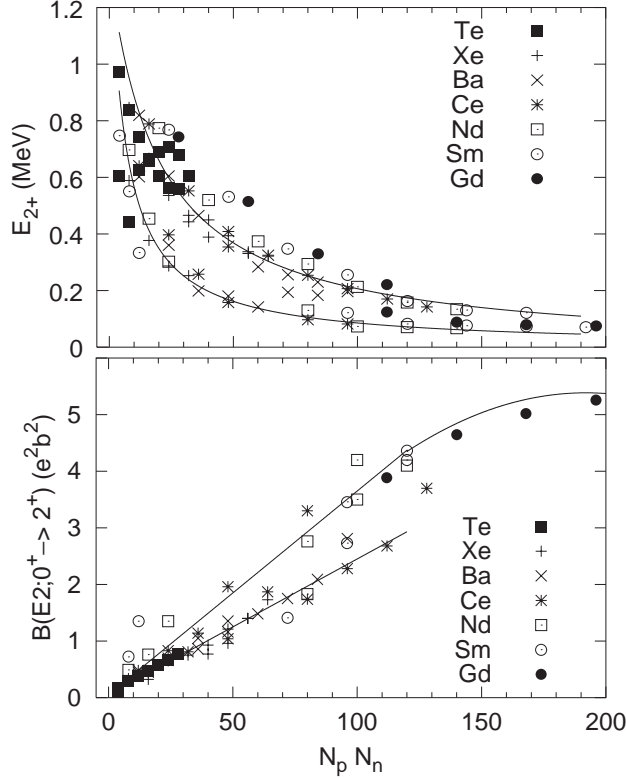 1.2
1
0.8
0.6
0.4
0.2
0
E2+ (MeV)
Te
Xe
Ba
Ce
Nd
Sm
Gd
6
5
4
3
2
1
0
B(E2;0⁺−> 2⁺) (e²b²)
Te
Xe
Ba
Ce
Nd
Sm
Gd
0 50 100 150 200
Np Nn